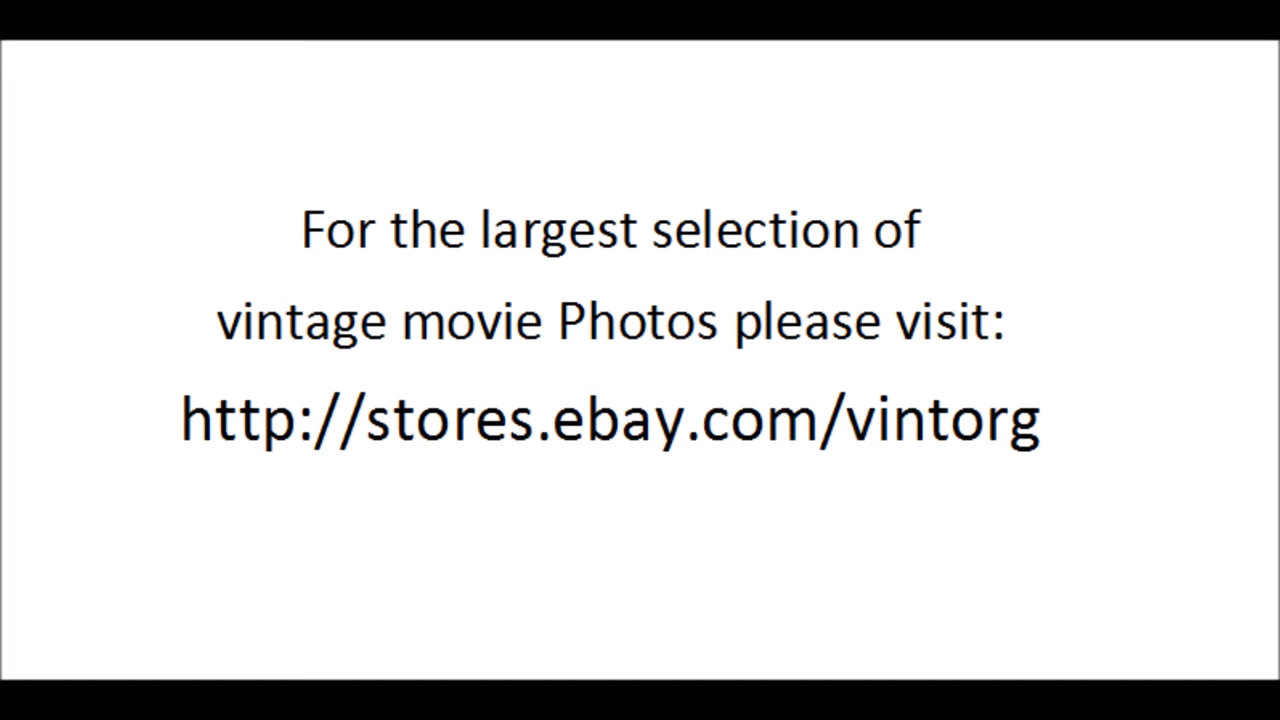 For the largest selection of
vintage movie Photos please visit:
http://stores.ebay.com/vintorg